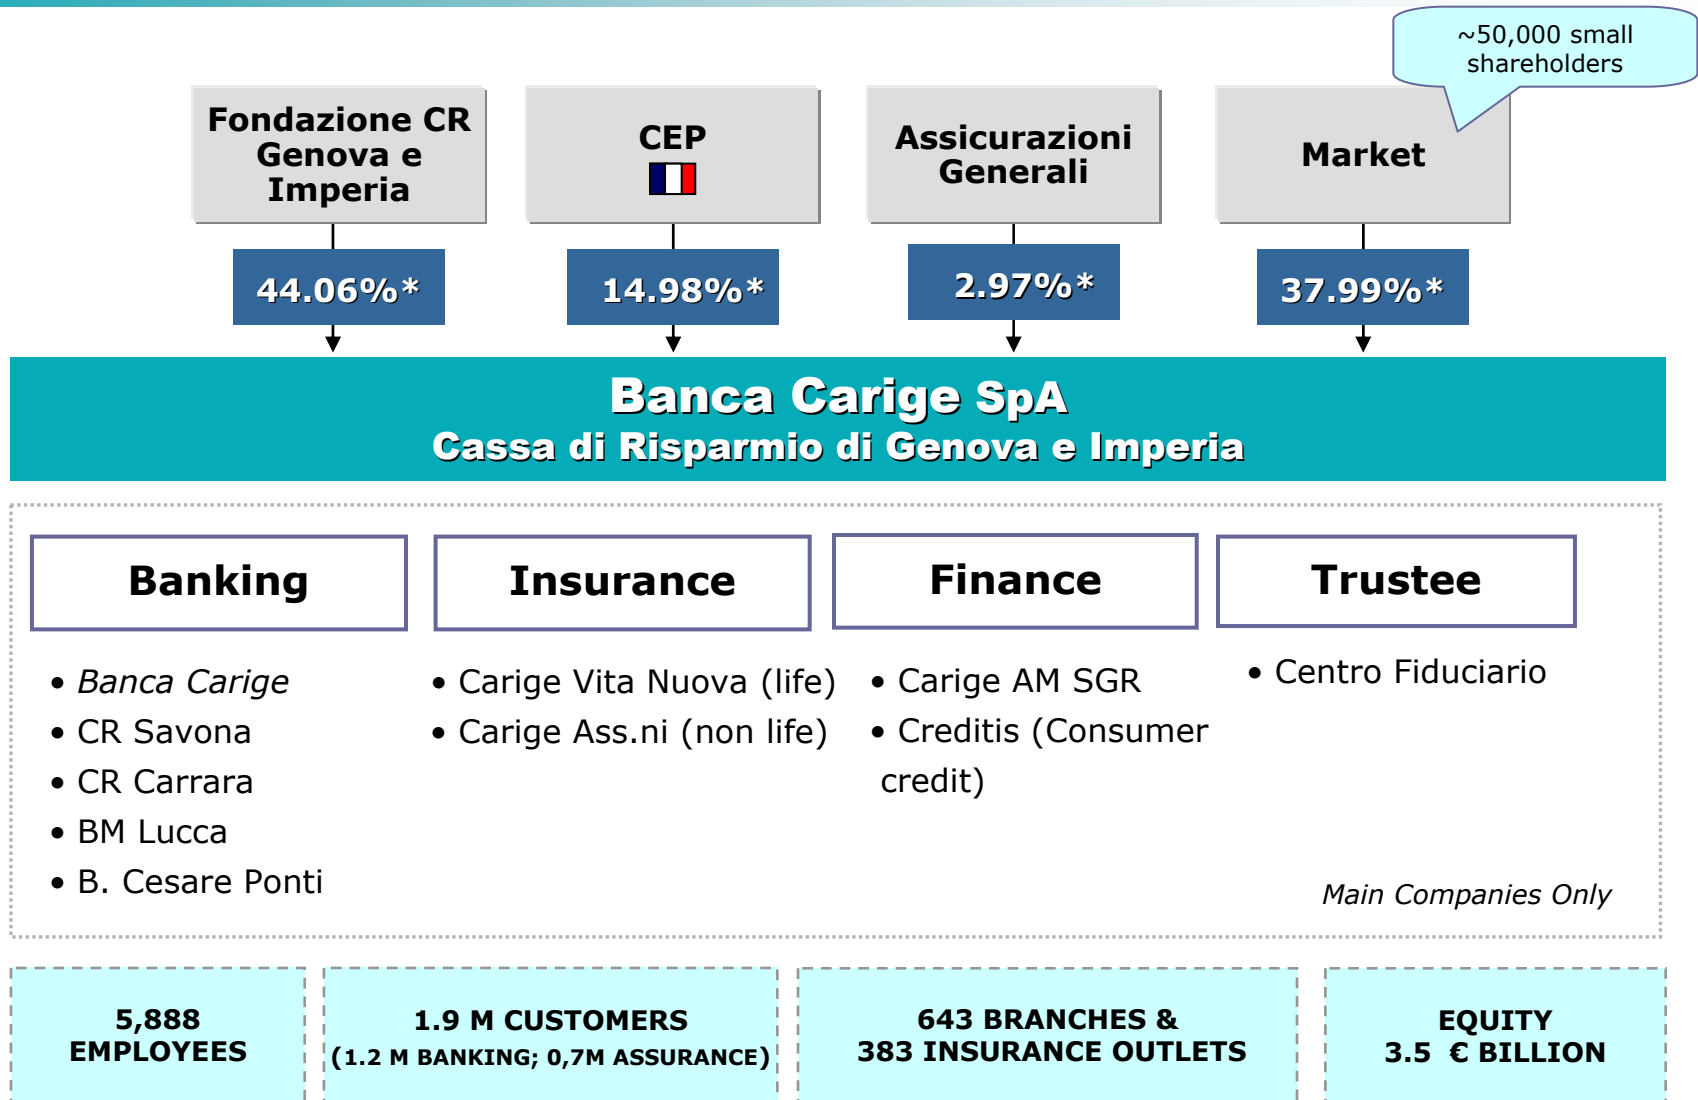 ~50,000 small
shareholders
Fondazione CR
Genova e
Imperia
CEP
Assicurazioni
Generali
Market
44.06%*
14.98%*
2.97%*
37.99%*
Banca Carige SpA
Cassa di Risparmio di Genova e Imperia
Banking
Insurance
Finance
Trustee
• Banca Carige
• CR Savona
• CR Carrara
• BM Lucca
• B. Cesare Ponti
• Carige Vita Nuova (life)
• Carige Ass.ni (non life)
• Carige AM SGR
• Creditis (Consumer
credit)
• Centro Fiduciario
Main Companies Only
5,888
EMPLOYEES
1.9 M CUSTOMERS
(1.2 M BANKING; 0,7M ASSURANCE)
643 BRANCHES &
383 INSURANCE OUTLETS
EQUITY
3.5 € BILLION